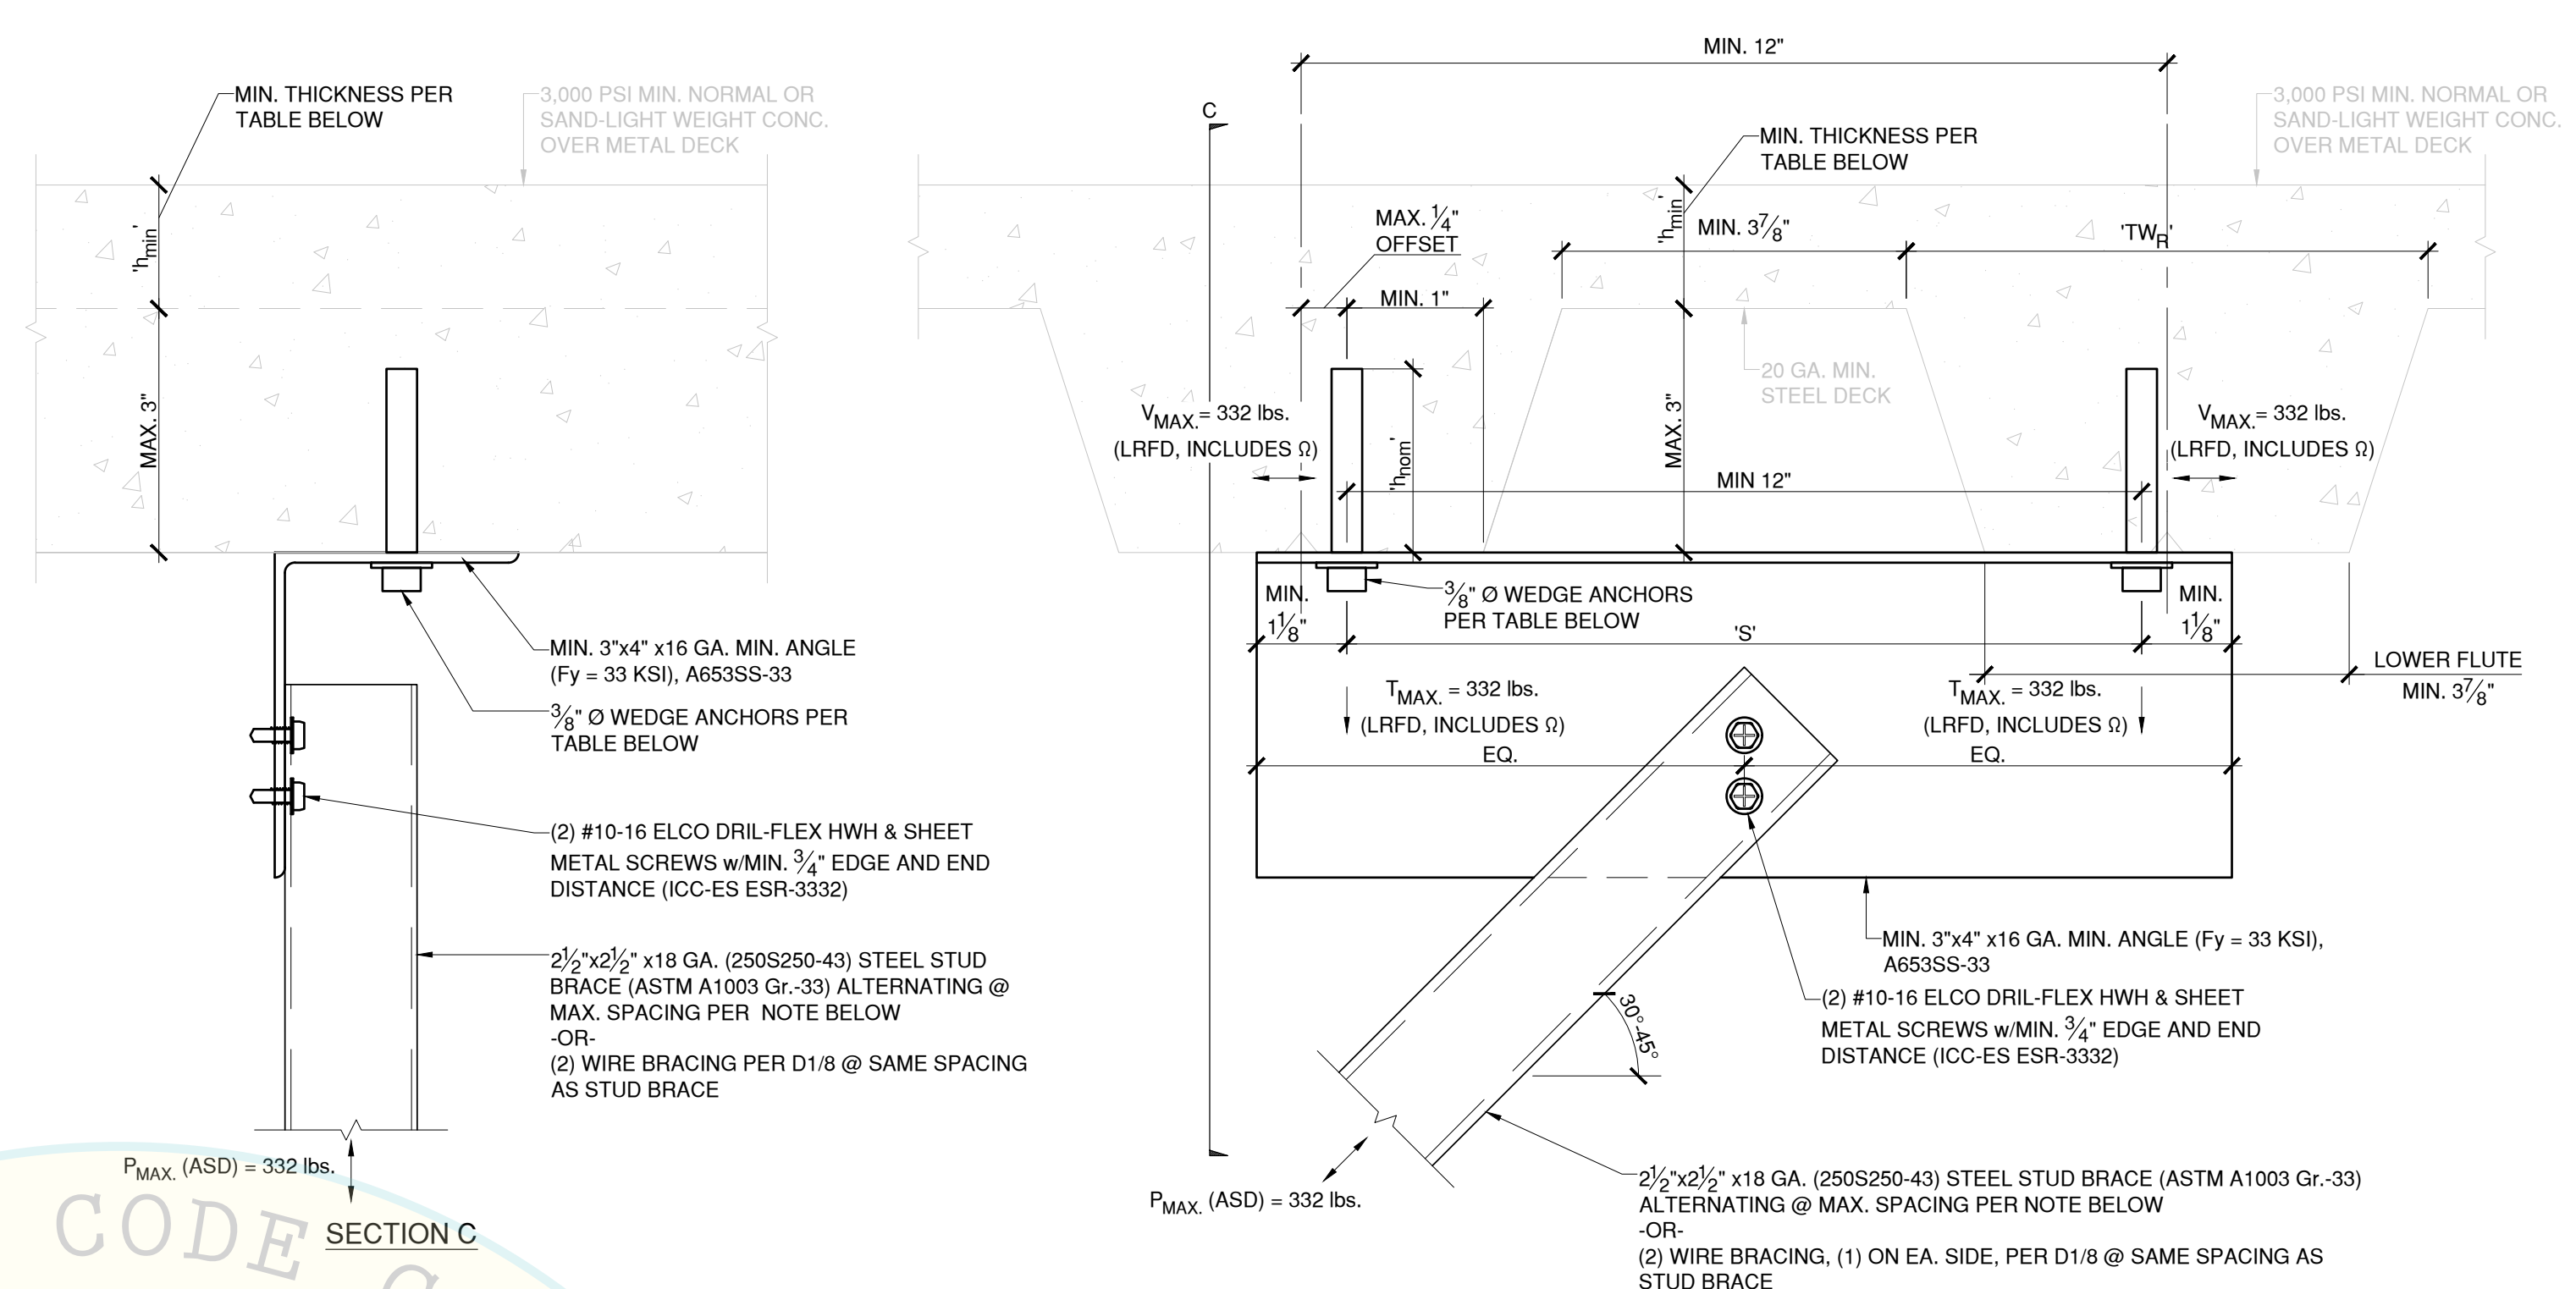 MIN. THICKNESS PER
TABLE BELOW
3,000 PSI MIN. NORMAL OR
SAND-LIGHT WEIGHT CONC.
OVER METAL DECK
'hmin'
MAX. 3"
MIN. 3"x4" x16 GA. MIN. ANGLE
(Fy = 33 KSI), A653SS-33
3/8" Ø WEDGE ANCHORS PER
TABLE BELOW
(2) #10-16 ELCO DRIL-FLEX HWH & SHEET
METAL SCREWS w/MIN. 3/4" EDGE AND END
DISTANCE (ICC-ES ESR-3332)
2 1/2"x2 1/2" x18 GA. (250S250-43) STEEL STUD
BRACE (ASTM A1003 Gr.-33) ALTERNATING @
MAX. SPACING PER NOTE BELOW
-OR-
(2) WIRE BRACING PER D1/8 @ SAME SPACING
AS STUD BRACE
PMAX. (ASD) = 332 lbs.
SECTION C
CODE
C
MIN. 12"
MIN. THICKNESS PER
TABLE BELOW
3,000 PSI MIN. NORMAL OR
SAND-LIGHT WEIGHT CONC.
OVER METAL DECK
MAX. 1/4"
OFFSET
'hmin'
MIN. 3 7/8"
'TWR'
MIN. 1"
20 GA. MIN.
STEEL DECK
VMAX. = 332 lbs.
(LRFD, INCLUDES Ω)
'hnom'
MAX. 3"
VMAX. = 332 lbs.
(LRFD, INCLUDES Ω)
MIN 12"
MIN.
1 1/8"
3/8" Ø WEDGE ANCHORS
PER TABLE BELOW
'S'
MIN.
1 1/8"
LOWER FLUTE
MIN. 3 7/8"
TMAX. = 332 lbs.
(LRFD, INCLUDES Ω)
TMAX. = 332 lbs.
(LRFD, INCLUDES Ω)
EQ.
EQ.
MIN. 3"x4" x16 GA. MIN. ANGLE (Fy = 33 KSI),
A653SS-33
(2) #10-16 ELCO DRIL-FLEX HWH & SHEET
METAL SCREWS w/MIN. 3/4" EDGE AND END
DISTANCE (ICC-ES ESR-3332)
30°-45°
PMAX. (ASD) = 332 lbs.
2 1/2"x2 1/2" x18 GA. (250S250-43) STEEL STUD BRACE (ASTM A1003 Gr.-33)
ALTERNATING @ MAX. SPACING PER NOTE BELOW
-OR-
(2) WIRE BRACING, (1) ON EA. SIDE, PER D1/8 @ SAME SPACING AS
STUD BRACE